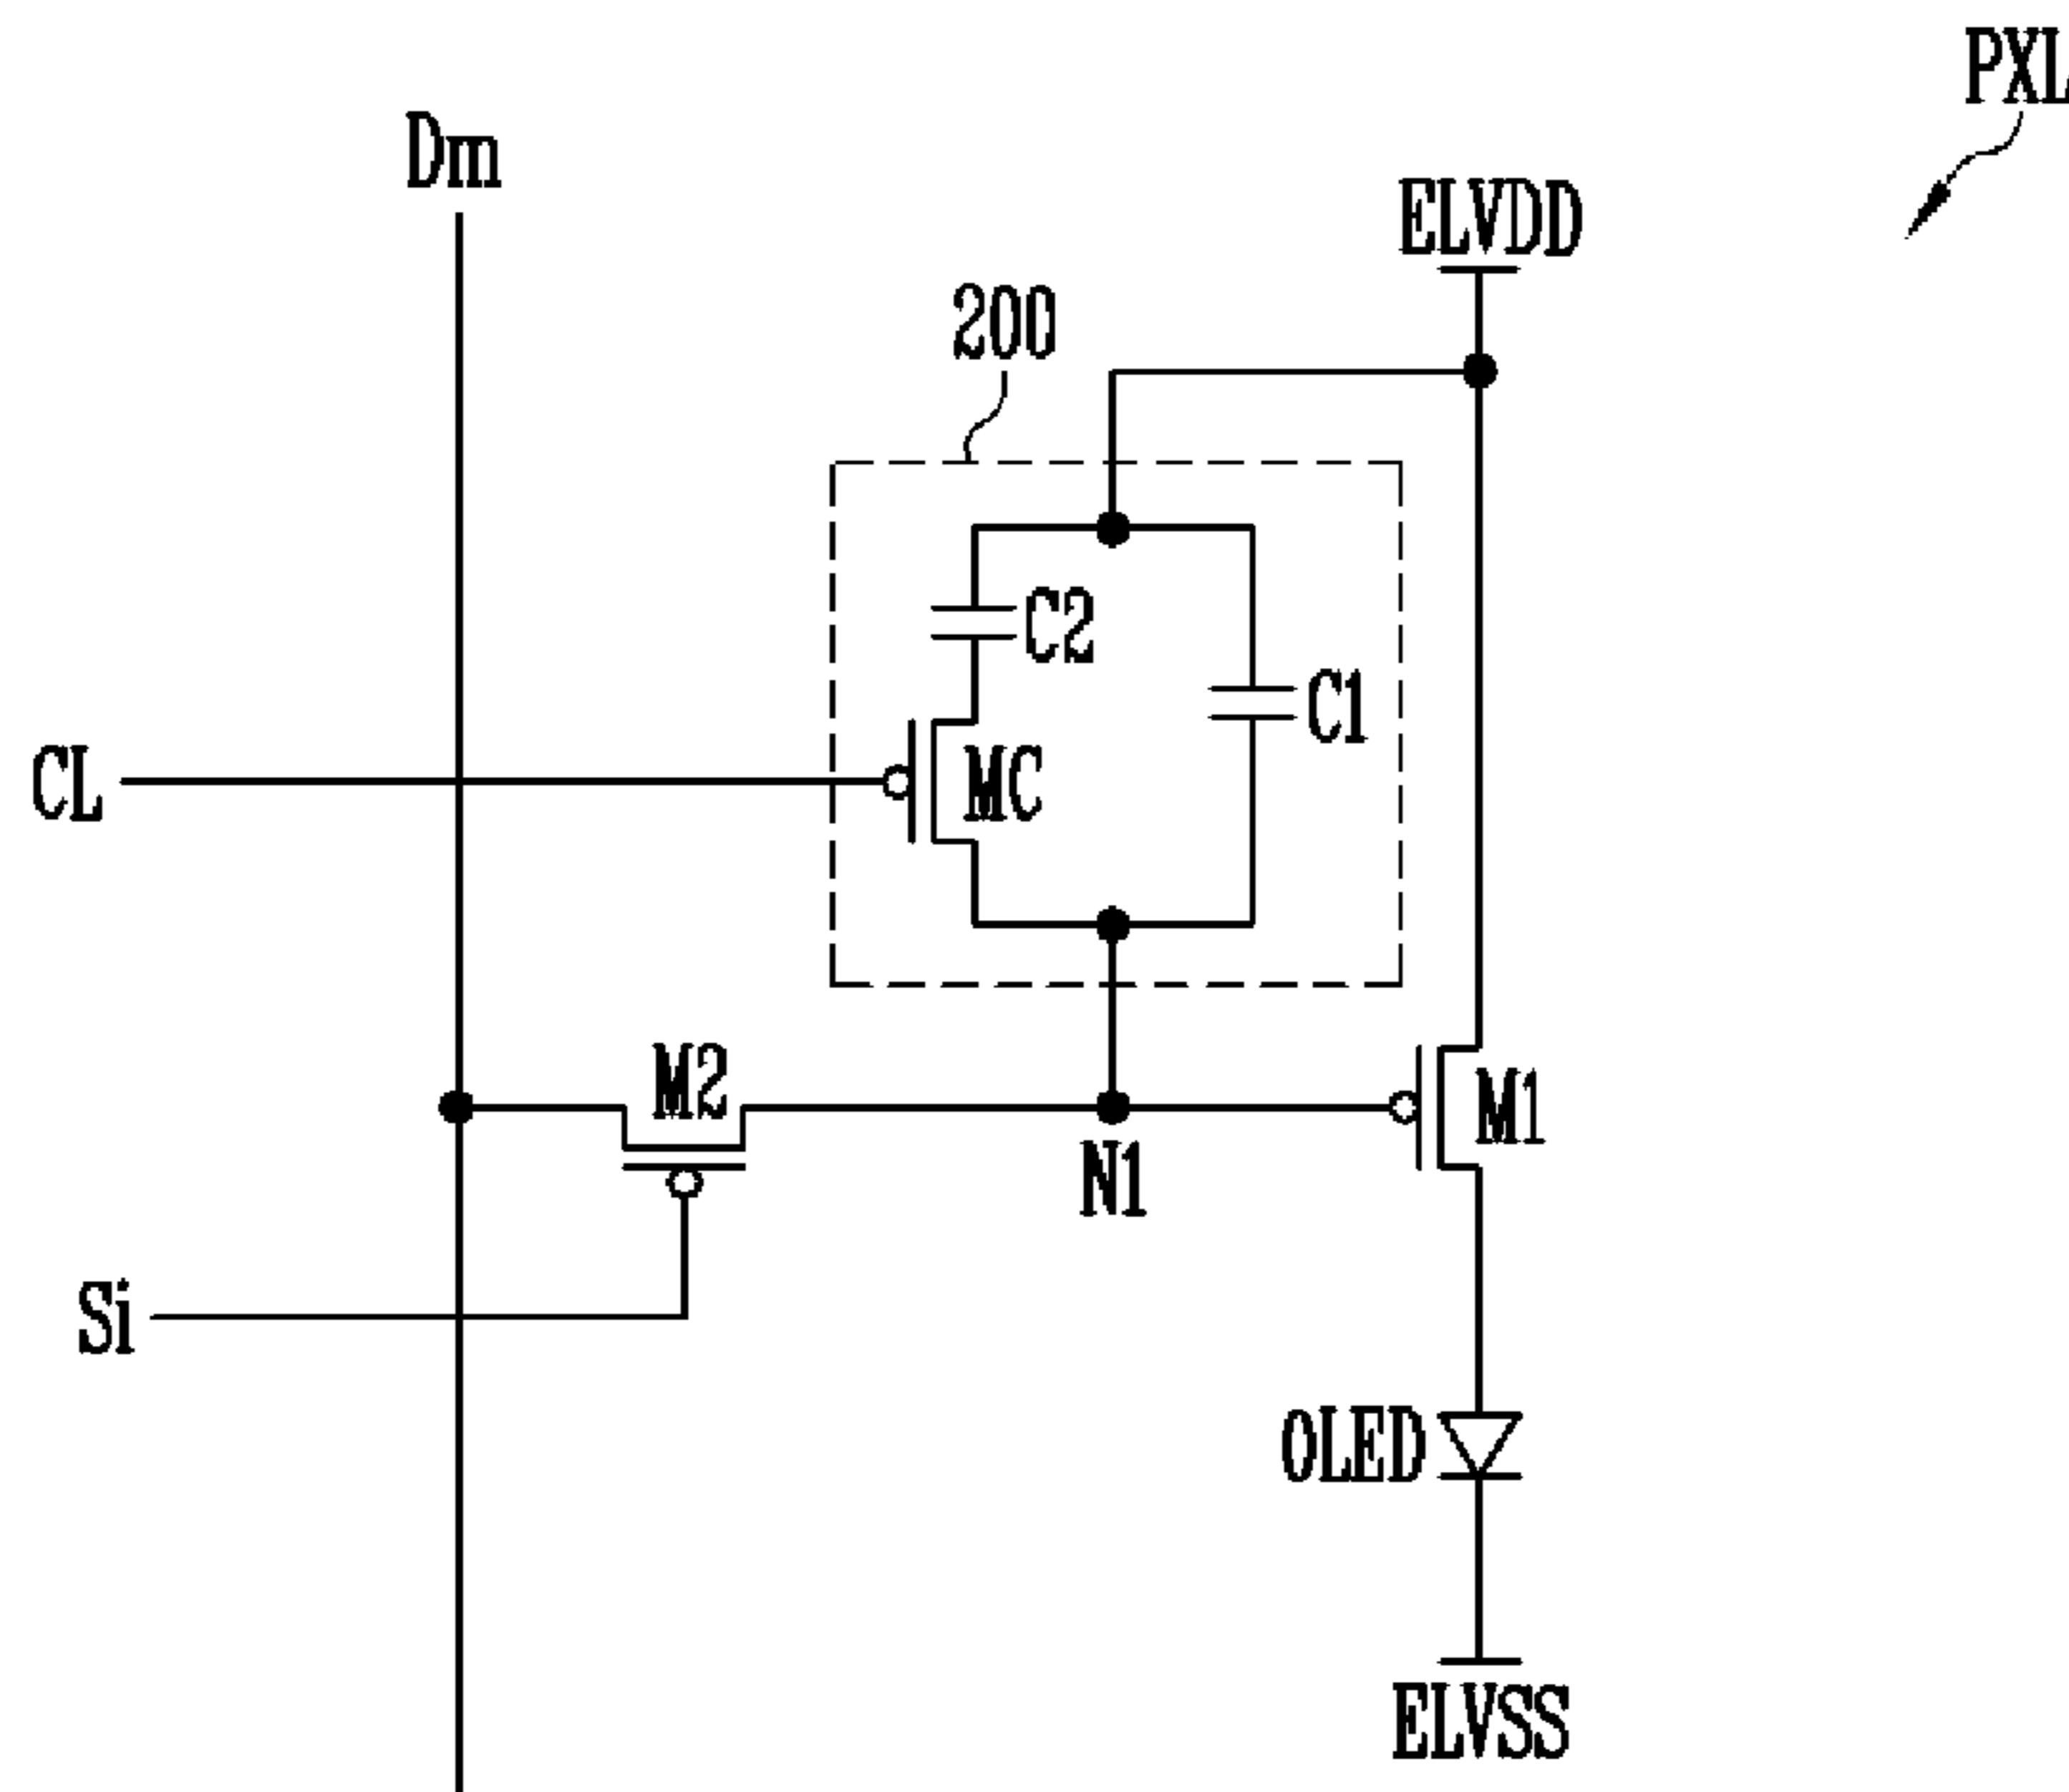 PXL
Dm
ELVDD
200
C2
C1
CL
MC
M2
M1
N1
Si
OLED
ELVSS